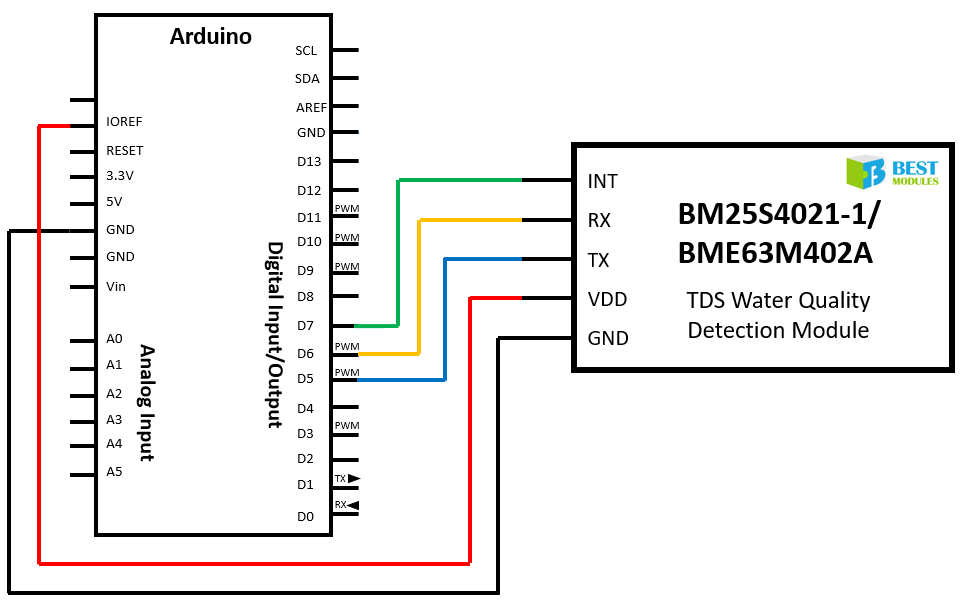 Arduino
IOREF
RESET
3.3V
5V
GND
GND
Vin
A0
A1
A2
A3
A4
A5
Analog Input
SCL
SDA
AREF
GND
D13
D12
D11 PWM
D10 PWM
D9 PWM
D8
D7
D6 PWM
D5 PWM
D4
D3 PWM
D2
D1 TX
D0 RX
Digital Input/Output
INT
RX
TX
VDD
GND
BEST
MODULES
BM25S4021-1/
BME63M402A
TDS Water Quality
Detection Module